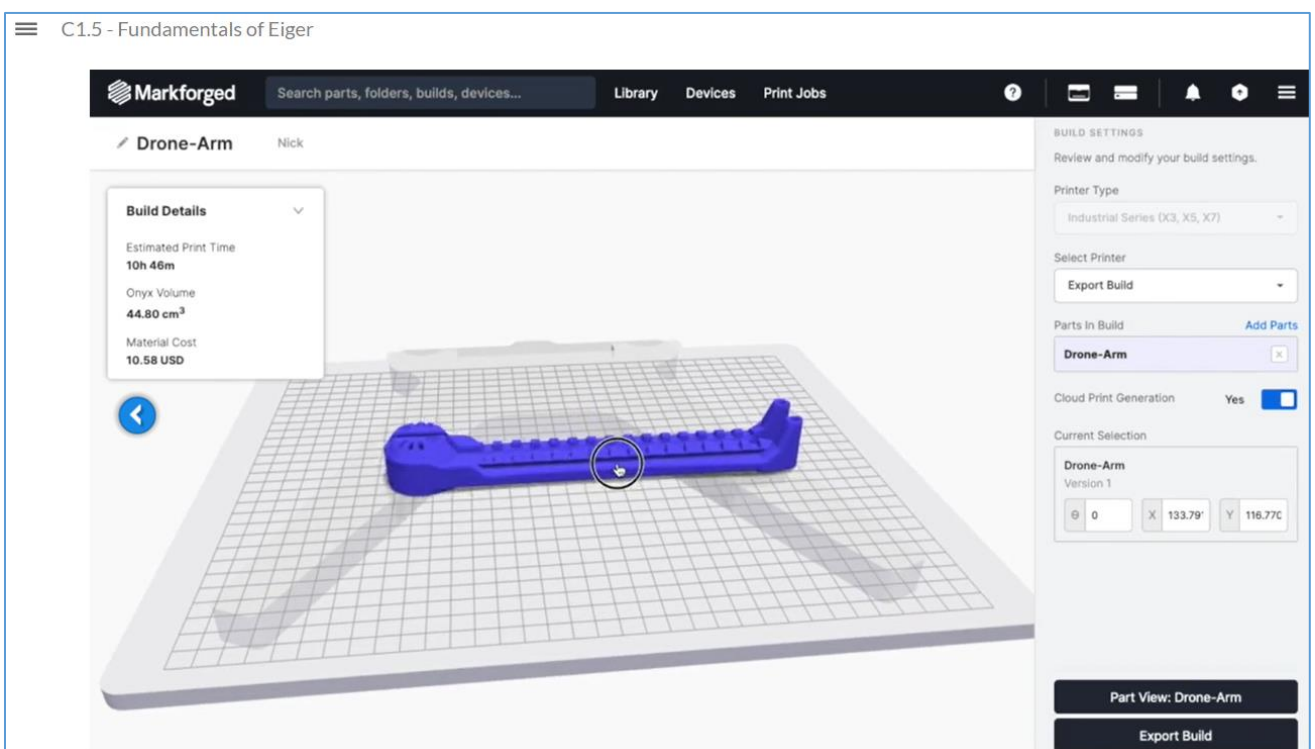 C1.5 - Fundamentals of Eiger
Markforged
Search parts, folders, builds, devices...
Library
Devices
Print Jobs
Drone-Arm
Nick
Build Details
Estimated Print Time
10h 46m
Onyx Volume
44.80 cm³
Material Cost
10.58 USD
BUILD SETTINGS
Review and modify your build settings.
Printer Type
Industrial Series (X3, X5, X7)
Select Printer
Export Build
Parts In Build
Add Parts
Drone-Arm
Cloud Print Generation
Yes
Current Selection
Drone-Arm
Version 1
θ 0 X 133.79' Y 116.77C
Part View: Drone-Arm
Export Build